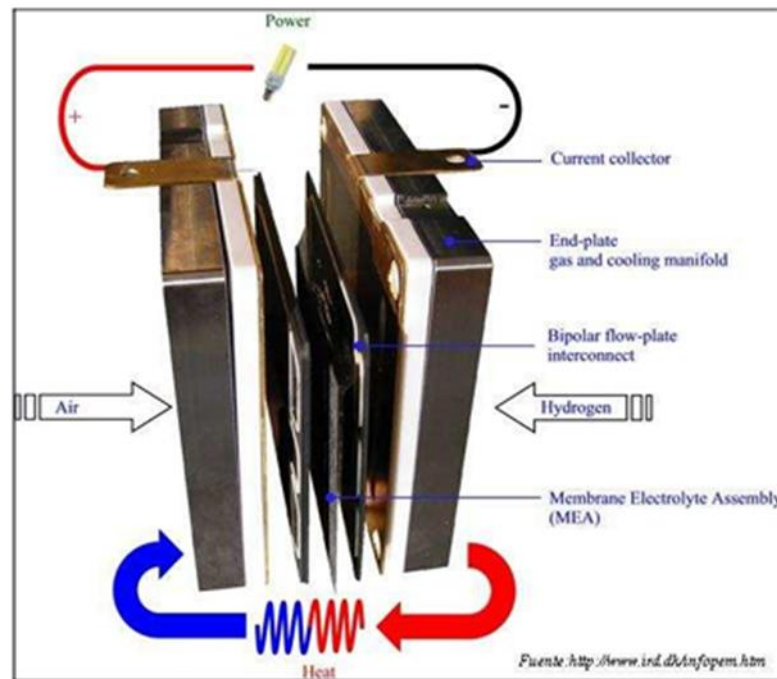 Power
+
-
Current collector
End-plate
gas and cooling manifold
Bipolar flow-plate
interconnect
Air
Hydrogen
Membrane Electrolyte Assembly
(MEA)
Heat
Fuente:http://www.ird.dk/infopem.htm